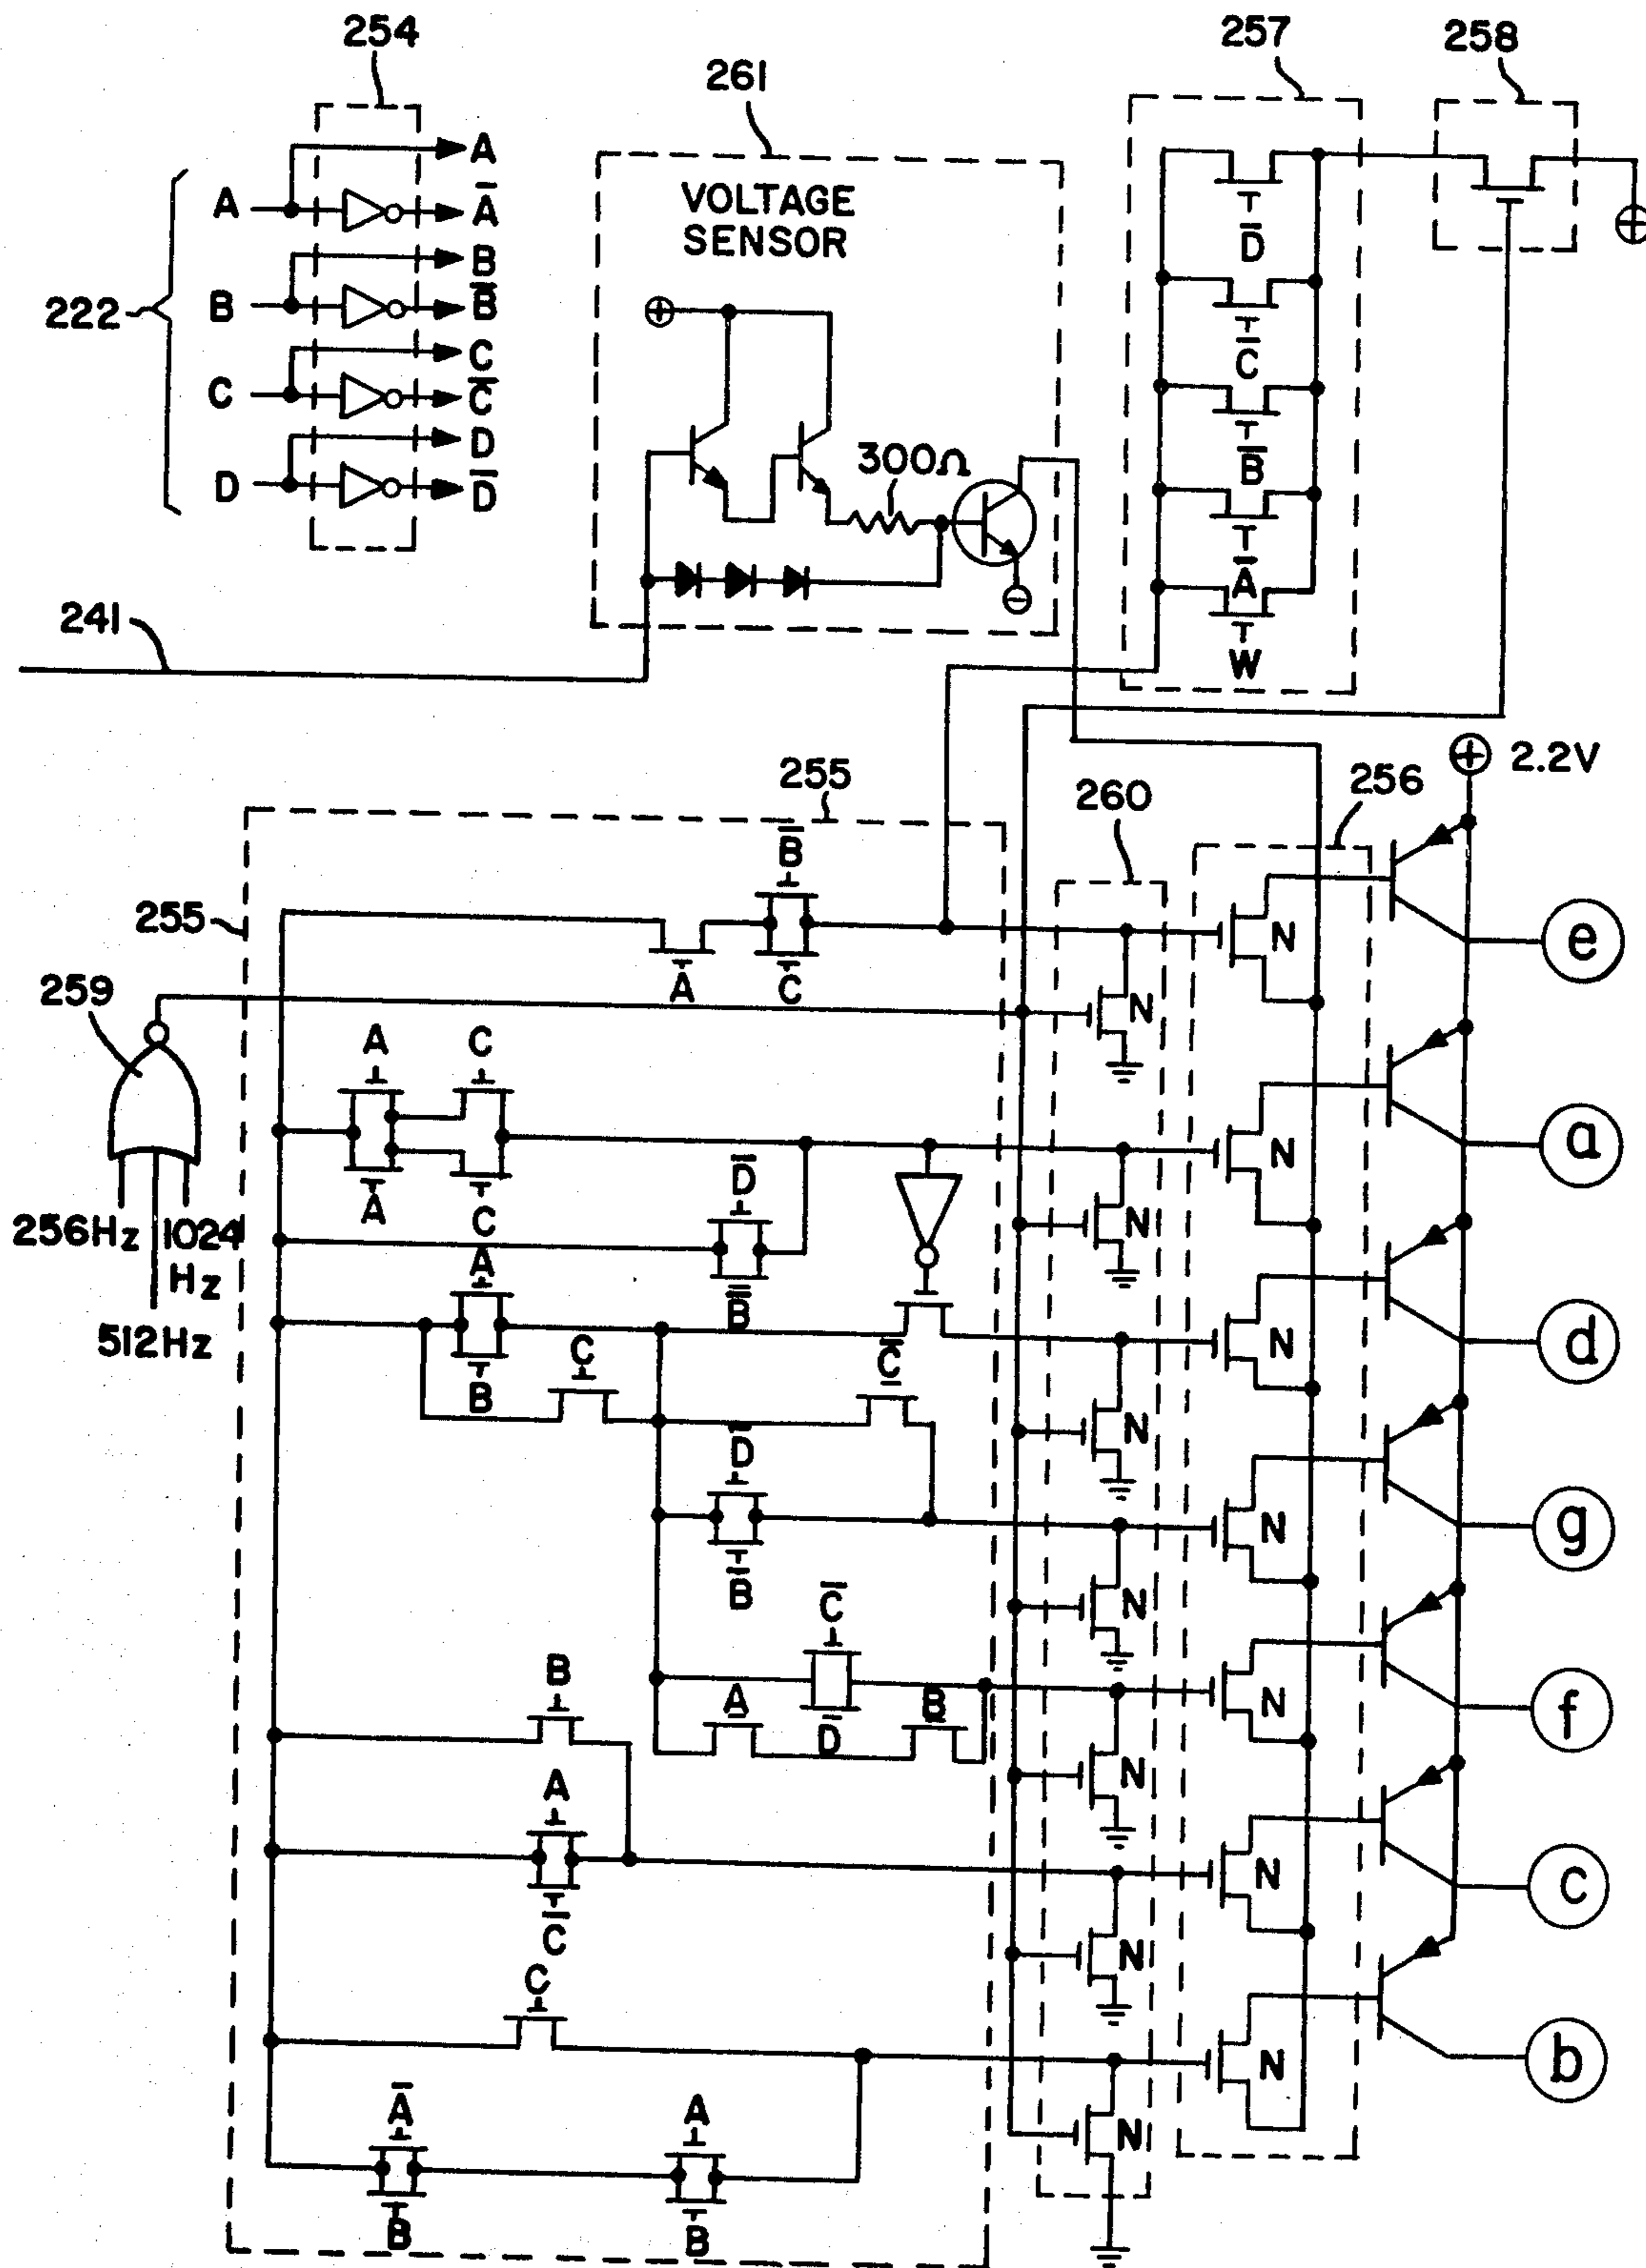 254
261
257
258
A
A
Ā
B
B
B̄
222
C
C
C̄
D
D
D̄
VOLTAGE
SENSOR
300Ω
D̄
C̄
B̄
Ā
W
241
2.2V
255
260
256
255
B̄
A
C
N
N
e
259
A
C
A
C
N
N
a
256Hz
1024
Hz
512Hz
D̄
B̄
A
B
C
C̄
N
N
d
D̄
B̄
N
N
g
C̄
D̄
A
B
N
N
f
B
A
C̄
N
N
c
C
Ā
B
A
B
N
N
b